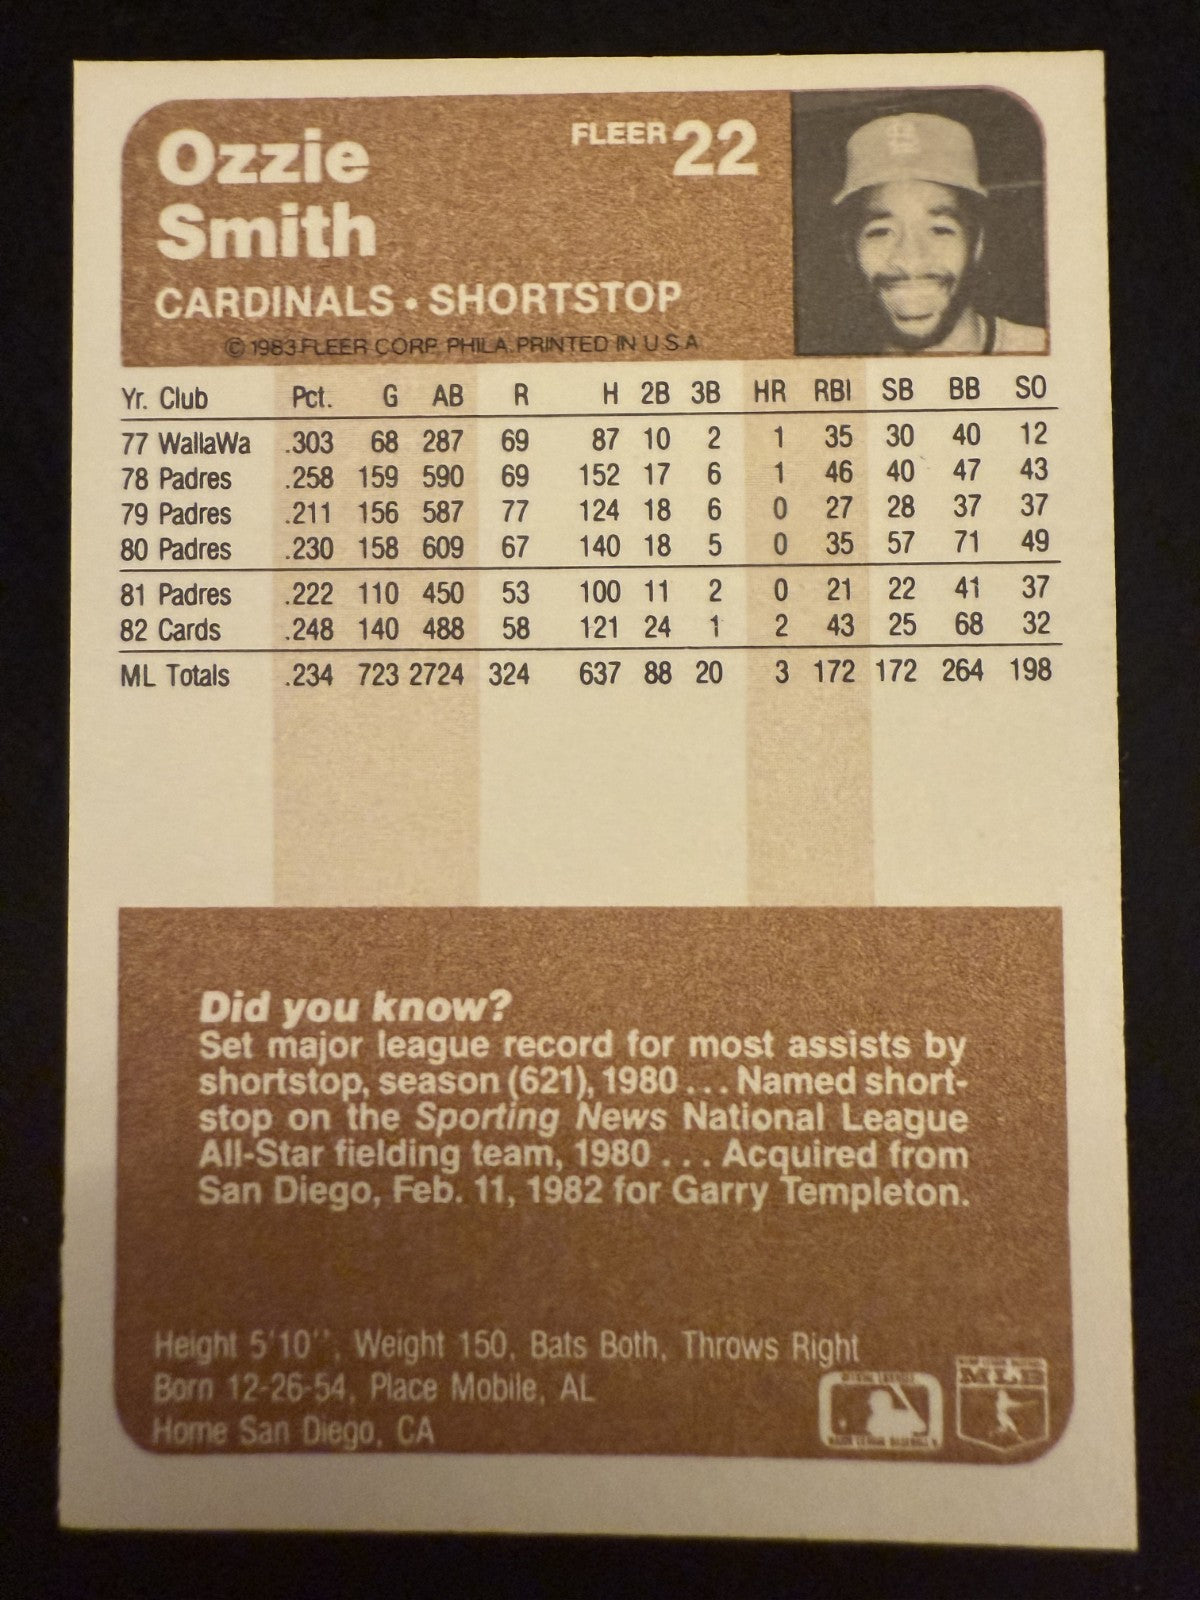 Ozzie
Smith
FLEER 22
CARDINALS • SHORTSTOP
© 1983 FLEER CORP. PHILA. PRINTED IN U.S.A.
Yr. Club Pct. G AB R H 2B 3B HR RBI SB BB SO
77 WallaWa .303 68 287 69 87 10 2 1 35 30 40 12
78 Padres .258 159 590 69 152 17 6 1 46 40 47 43
79 Padres .211 156 587 77 124 18 6 0 27 28 37 37
80 Padres .230 158 609 67 140 18 5 0 35 57 71 49
81 Padres .222 110 450 53 100 11 2 0 21 22 41 37
82 Cards .248 140 488 58 121 24 1 2 43 25 68 32
ML Totals .234 723 2724 324 637 88 20 3 172 172 264 198
Did you know?
Set major league record for most assists by
shortstop, season (621), 1980 . . . Named short-
stop on the Sporting News National League
All-Star fielding team, 1980 . . . Acquired from
San Diego, Feb. 11, 1982 for Garry Templeton.
Height 5'10'', Weight 150, Bats Both, Throws Right
Born 12-26-54, Place Mobile, AL
Home San Diego, CA
MLB